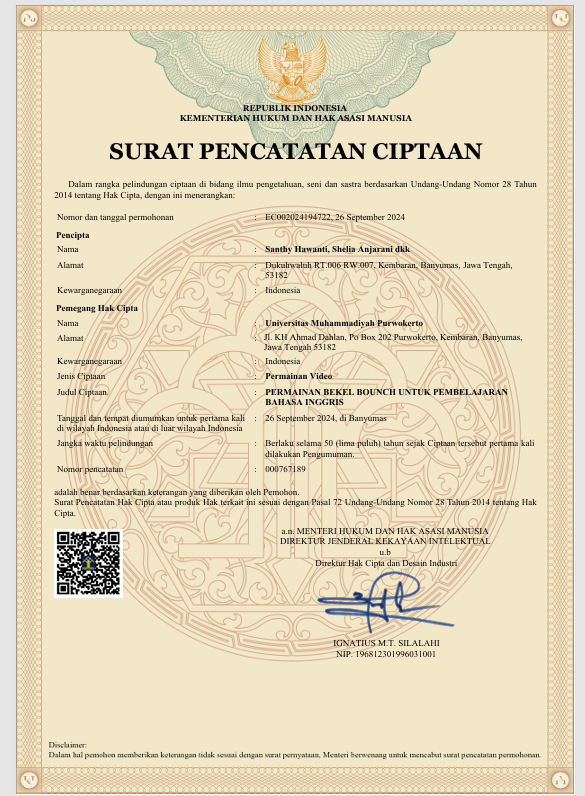 REPUBLIK INDONESIA
KEMENTERIAN HUKUM DAN HAK ASASI MANUSIA
SURAT PENCATATAN CIPTAAN
Dalam rangka pelindungan ciptaan di bidang ilmu pengetahuan, seni dan sastra berdasarkan Undang-Undang Nomor 28 Tahun
2014 tentang Hak Cipta, dengan ini menerangkan:
Nomor dan tanggal permohonan : EC002024194722, 26 September 2024
Pencipta
Nama : Santhy Hawanti, Shelia Anjarani dkk
Alamat : Dukuhwaluh RT.006 RW.007, Kembaran, Banyumas, Jawa Tengah,
53182
Kewarganegaraan : Indonesia
Pemegang Hak Cipta
Nama : Universitas Muhammadiyah Purwokerto
Alamat : Jl. KH Ahmad Dahlan, Po Box 202 Purwokerto, Kembaran, Banyumas,
Jawa Tengah 53182
Kewarganegaraan : Indonesia
Jenis Ciptaan : Permainan Video
Judul Ciptaan : PERMAINAN BEKEL BOUNCH UNTUK PEMBELAJARAN
BAHASA INGGRIS
Tanggal dan tempat diumumkan untuk pertama kali : 26 September 2024, di Banyumas
di wilayah Indonesia atau di luar wilayah Indonesia
Jangka waktu pelindungan : Berlaku selama 50 (lima puluh) tahun sejak Ciptaan tersebut pertama kali
dilakukan Pengumuman.
Nomor pencatatan : 000767189
adalah benar berdasarkan keterangan yang diberikan oleh Pemohon.
Surat Pencatatan Hak Cipta atau produk Hak terkait ini sesuai dengan Pasal 72 Undang-Undang Nomor 28 Tahun 2014 tentang Hak
Cipta.
a.n. MENTERI HUKUM DAN HAK ASASI MANUSIA
DIREKTUR JENDERAL KEKAYAAN INTELEKTUAL
u.b
Direktur Hak Cipta dan Desain Industri
IGNATIUS M.T. SILALAHI
NIP. 196812301996031001
Disclaimer:
Dalam hal pemohon memberikan keterangan tidak sesuai dengan surat pernyataan, Menteri berwenang untuk mencabut surat pencatatan permohonan.